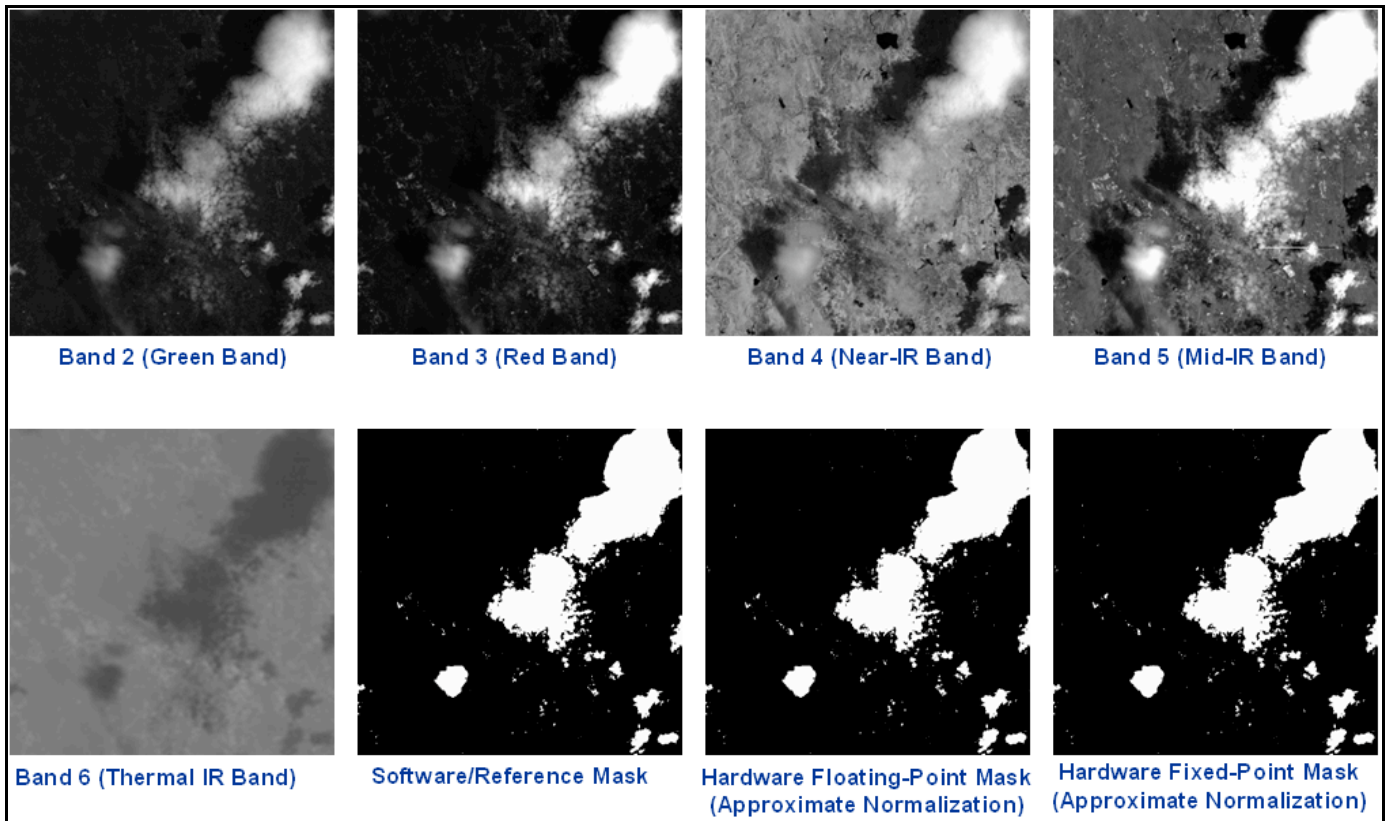 Band 2 (Green Band)
Band 3 (Red Band)
Band 4 (Near-IR Band)
Band 5 (Mid-IR Band)
Band 6 (Thermal IR Band)
Software/Reference Mask
Hardware Floating-Point Mask
(Approximate Normalization)
Hardware Fixed-Point Mask
(Approximate Normalization)